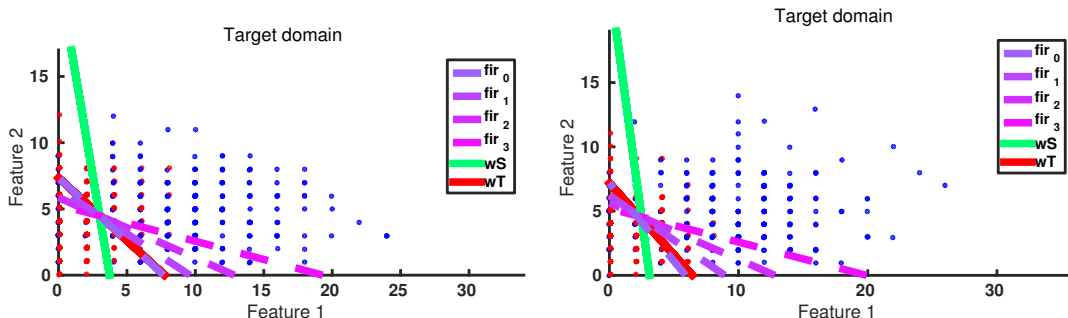 Target domain
Feature 2
15
10
5
0
0
5
10
15
20
25
30
Feature 1
fir 0
fir 1
fir 2
fir 3
wS
wT
Target domain
Feature 2
15
10
5
0
0
10
20
30
Feature 1
fir 0
fir 1
fir 2
fir 3
wS
wT